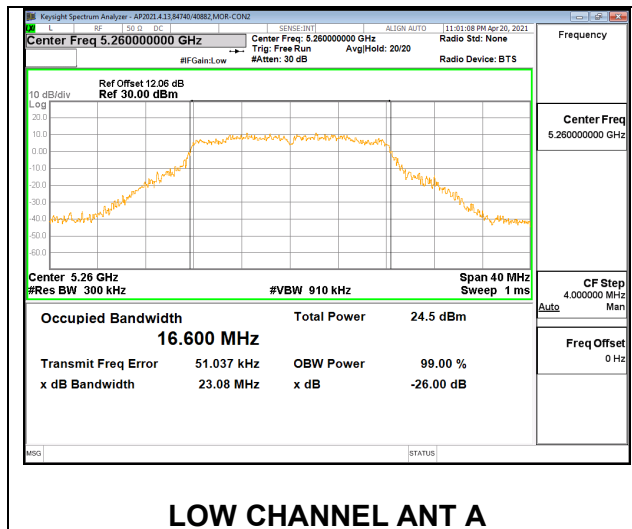 Keysight Spectrum Analyzer - AP2021.4.13,84740/40882,MOR-CON2
L RF 50 Ω DC SENSE:INT ALIGN AUTO 11:01:08 PM Apr 20, 2021
Center Freq 5.260000000 GHz Center Freq: 5.260000000 GHz Radio Std: None
Trig: Free Run Avg|Hold: 20/20
#IFGain:Low #Atten: 30 dB Radio Device: BTS
Frequency
Ref Offset 12.06 dB
10 dB/div Ref 30.00 dBm
Log
20.0
10.0
0.00
-10.0
-20.0
-30.0
-40.0
-50.0
-60.0
Center 5.26 GHz Span 40 MHz
#Res BW 300 kHz #VBW 910 kHz Sweep 1 ms
Occupied Bandwidth Total Power 24.5 dBm
16.600 MHz
Transmit Freq Error 51.037 kHz OBW Power 99.00 %
x dB Bandwidth 23.08 MHz x dB -26.00 dB
Center Freq
5.260000000 GHz
CF Step
4.000000 MHz
Auto Man
Freq Offset
0 Hz
MSG STATUS
LOW CHANNEL ANT A